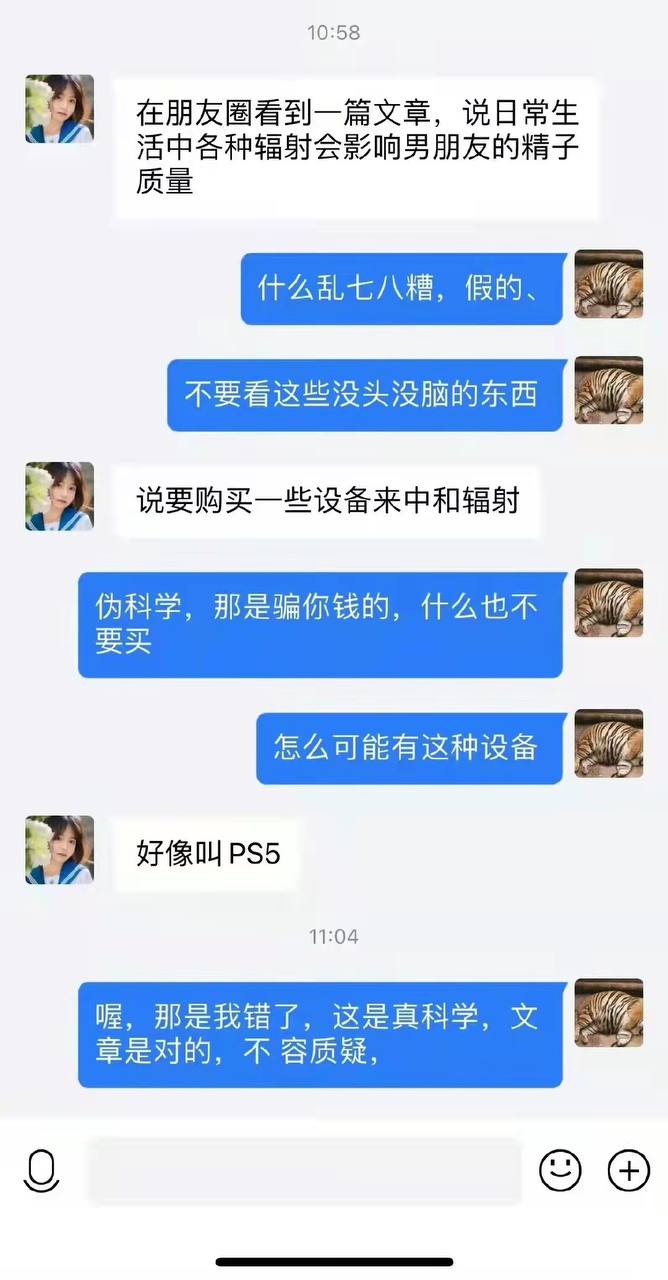 10:58
在朋友圈看到一篇文章，说日常生
活中各种辐射会影响男朋友的精子
质量
什么乱七八糟，假的、
不要看这些没头没脑的东西
说要购买一些设备来中和辐射
伪科学，那是骗你钱的，什么也不
要买
怎么可能有这种设备
好像叫PS5
11:04
喔，那是我错了，这是真科学，文
章是对的，不 容质疑，